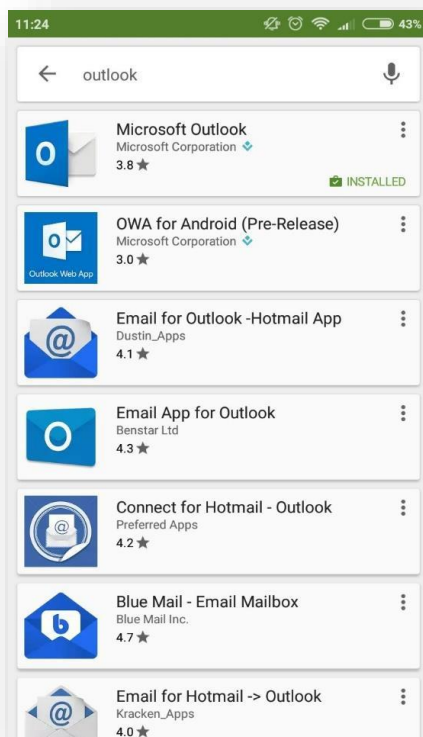 11:24
43%
outlook
Microsoft Outlook
Microsoft Corporation
3.8★
INSTALLED
OWA for Android (Pre-Release)
Microsoft Corporation
3.0★
Outlook Web App
Email for Outlook -Hotmail App
Dustin_Apps
4.1★
Email App for Outlook
Benstar Ltd
4.3★
Connect for Hotmail - Outlook
Preferred Apps
4.2★
Blue Mail - Email Mailbox
Blue Mail Inc.
4.7★
Email for Hotmail -> Outlook
Kracken_Apps
4.0★